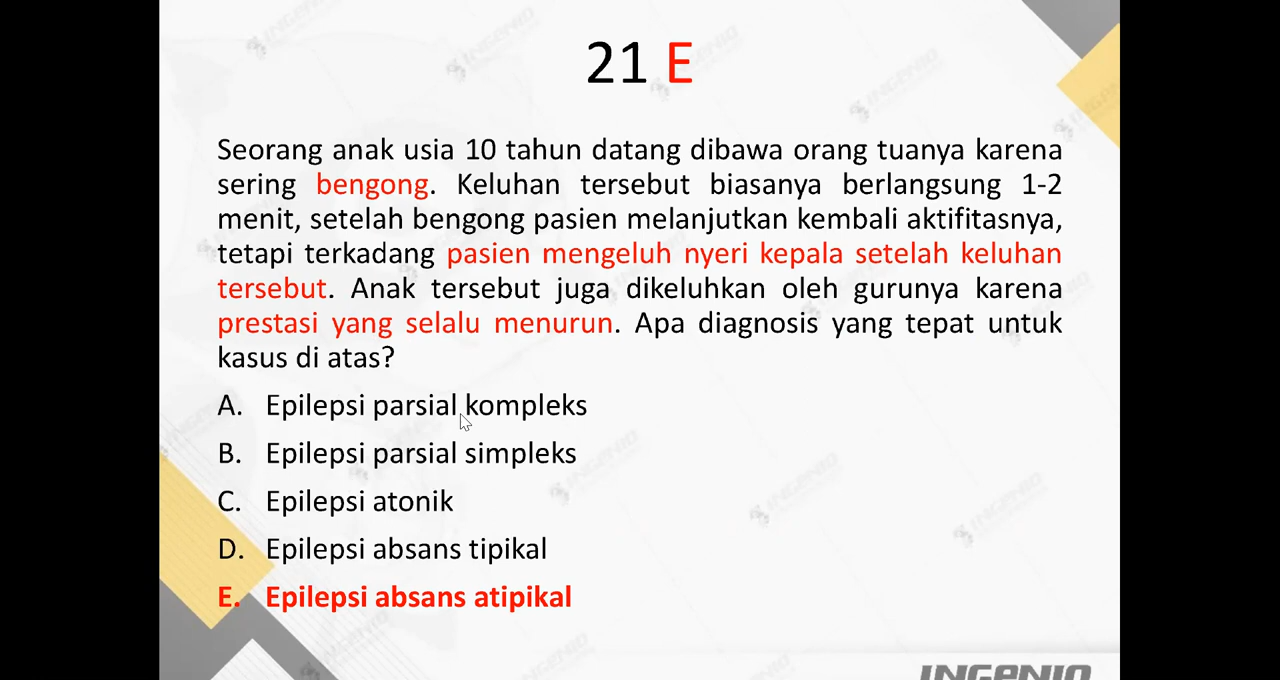 21 E
Seorang anak usia 10 tahun datang dibawa orang tuanya karena
sering bengong. Keluhan tersebut biasanya berlangsung 1-2
menit, setelah bengong pasien melanjutkan kembali aktifitasnya,
tetapi terkadang pasien mengeluh nyeri kepala setelah keluhan
tersebut. Anak tersebut juga dikeluhkan oleh gurunya karena
prestasi yang selalu menurun. Apa diagnosis yang tepat untuk
kasus di atas?
A. Epilepsi parsial kompleks
B. Epilepsi parsial simpleks
C. Epilepsi atonik
D. Epilepsi absans tipikal
E. Epilepsi absans atipikal
INGENIO